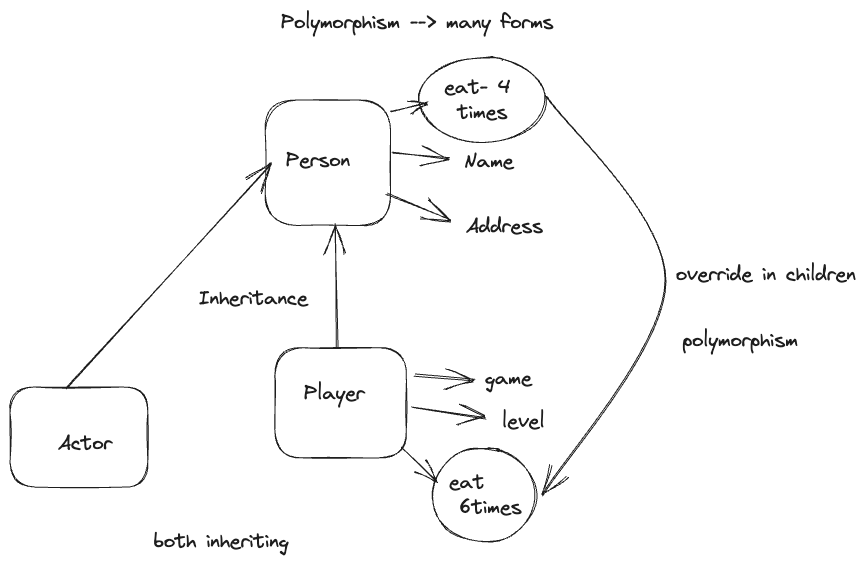 Polymorphism --> many forms
eat- 4
times
Person
Name
Address
override in children
Inheritance
polymorphism
game
Player
level
Actor
eat
6times
both inheriting